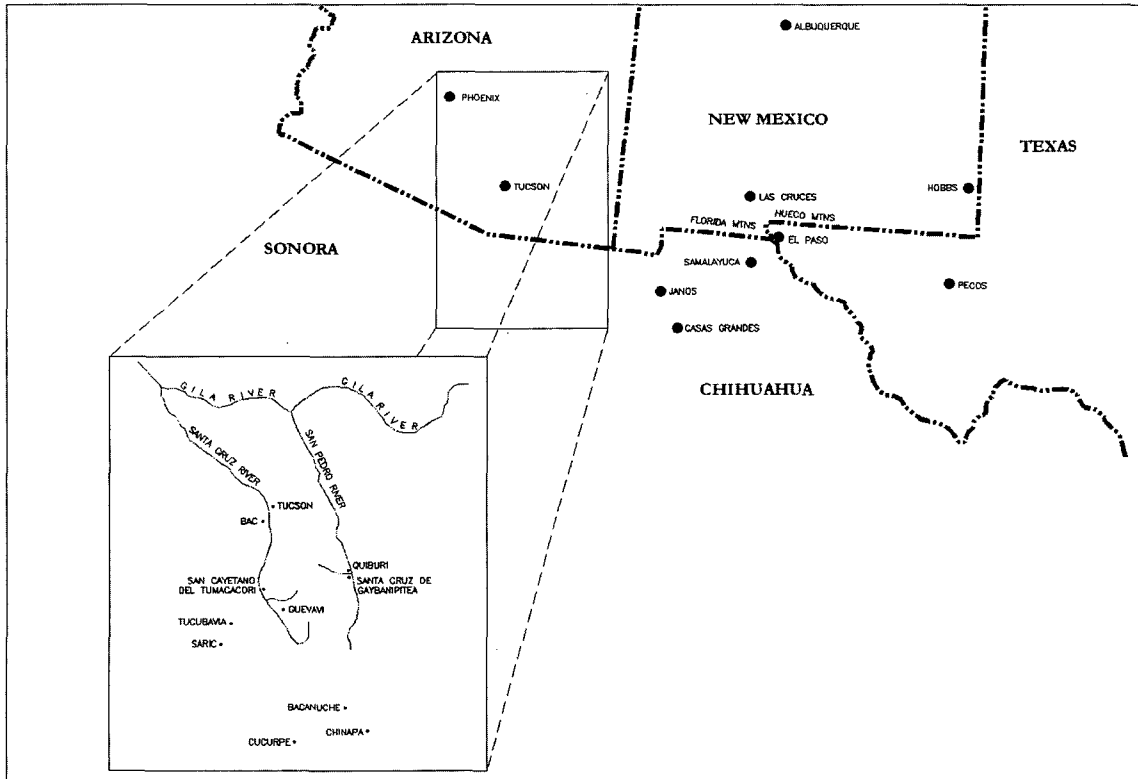 ALBUQUERQUE
ARIZONA
PHOENIX
NEW MEXICO
TEXAS
TUCSON
HOBBS
LAS CRUCES
HUECO MTNS
FLORIDA MTNS
EL PASO
SONORA
SAMALAYUCA
JANOS
PECOS
CASAS GRANDES
CHIHUAHUA
GILA RIVER
GILA RIVER
SANTA CRUZ RIVER
SAN PEDRO RIVER
TUCSON
BAC
QUIBURI
SAN CAYETANO
DEL TUMACACORI
SANTA CRUZ DE
GAYBANIPITEA
GUEVAVI
TUCUBAVIA
SARIC
BACANUCHE
CHINAPA
CUCURPE